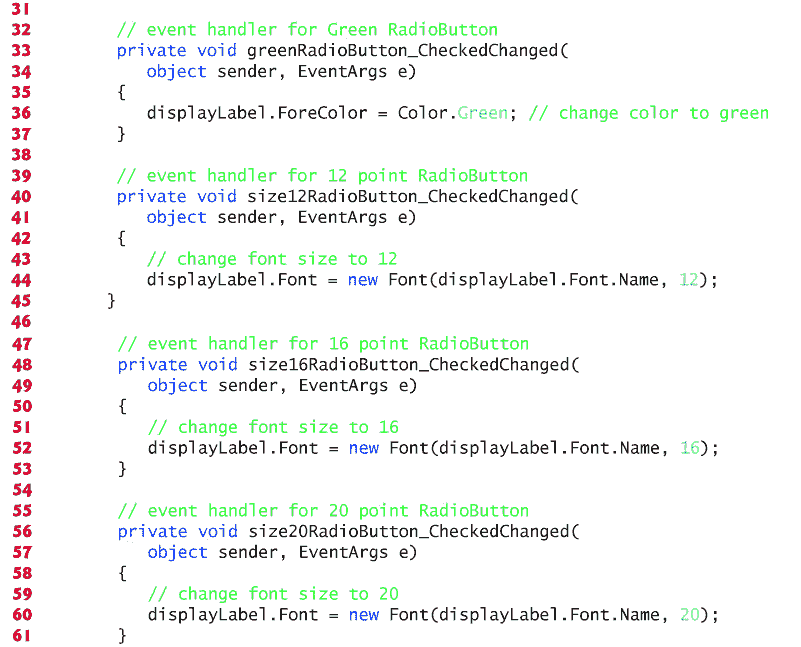 31
32 // event handler for Green RadioButton
33 private void greenRadioButton_CheckedChanged(
34 object sender, EventArgs e)
35 {
36 displayLabel.ForeColor = Color.Green; // change color to green
37 }
38
39 // event handler for 12 point RadioButton
40 private void size12RadioButton_CheckedChanged(
41 object sender, EventArgs e)
42 {
43 // change font size to 12
44 displayLabel.Font = new Font(displayLabel.Font.Name, 12);
45 }
46
47 // event handler for 16 point RadioButton
48 private void size16RadioButton_CheckedChanged(
49 object sender, EventArgs e)
50 {
51 // change font size to 16
52 displayLabel.Font = new Font(displayLabel.Font.Name, 16);
53 }
54
55 // event handler for 20 point RadioButton
56 private void size20RadioButton_CheckedChanged(
57 object sender, EventArgs e)
58 {
59 // change font size to 20
60 displayLabel.Font = new Font(displayLabel.Font.Name, 20);
61 }